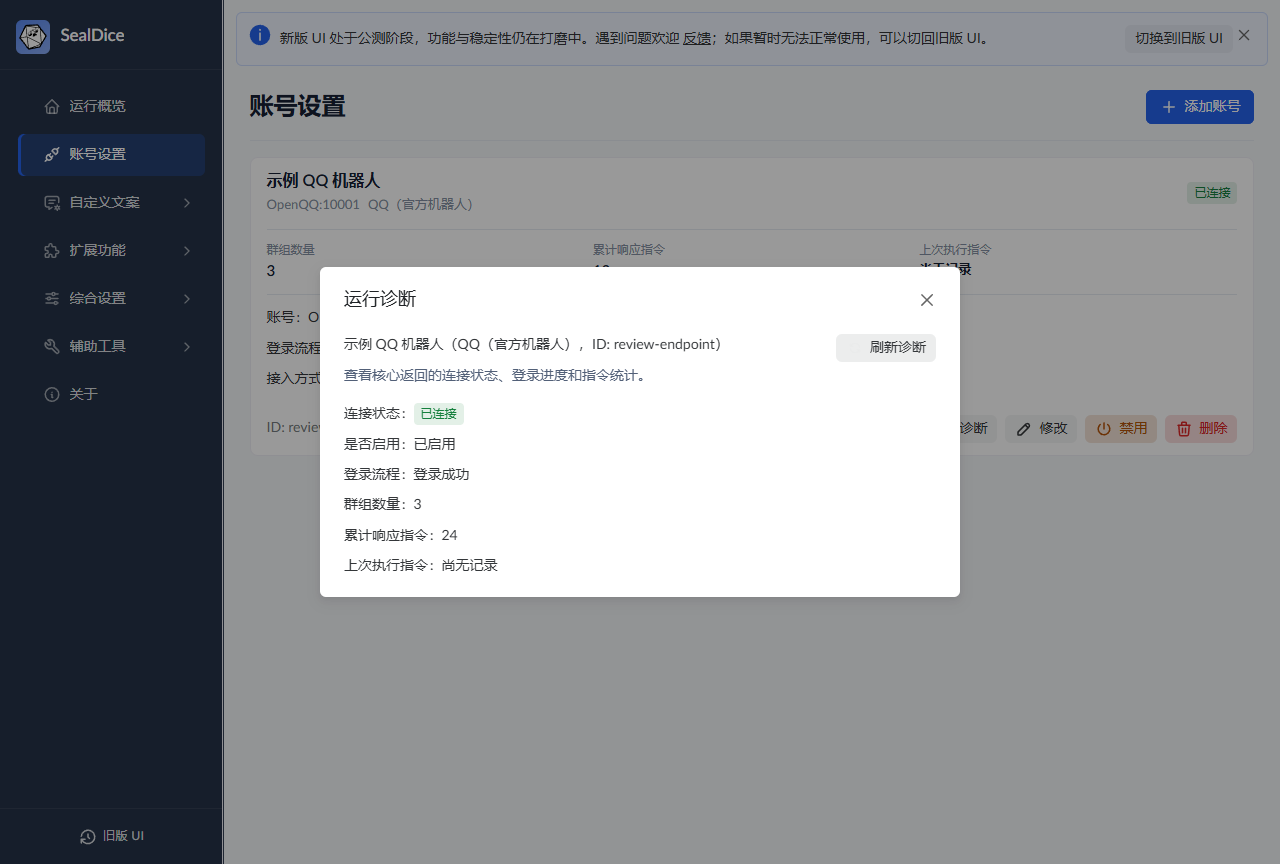 SealDice
运行概览
账号设置
自定义文案
扩展功能
综合设置
辅助工具
关于
旧版 UI
新版 UI 处于公测阶段，功能与稳定性仍在打磨中。遇到问题欢迎 反馈；如果暂时无法正常使用，可以切回旧版 UI。
切换到旧版 UI
账号设置
添加账号
示例 QQ 机器人
OpenQQ:10001 QQ（官方机器人）
已连接
群组数量
3
累计响应指令
上次执行指令
尚无记录
账号：O
登录流程
接入方式
ID: review
诊断
修改
禁用
删除
运行诊断
示例 QQ 机器人（QQ（官方机器人），ID: review-endpoint）
刷新诊断
查看核心返回的连接状态、登录进度和指令统计。
连接状态：已连接
是否启用：已启用
登录流程：登录成功
群组数量：3
累计响应指令：24
上次执行指令：尚无记录